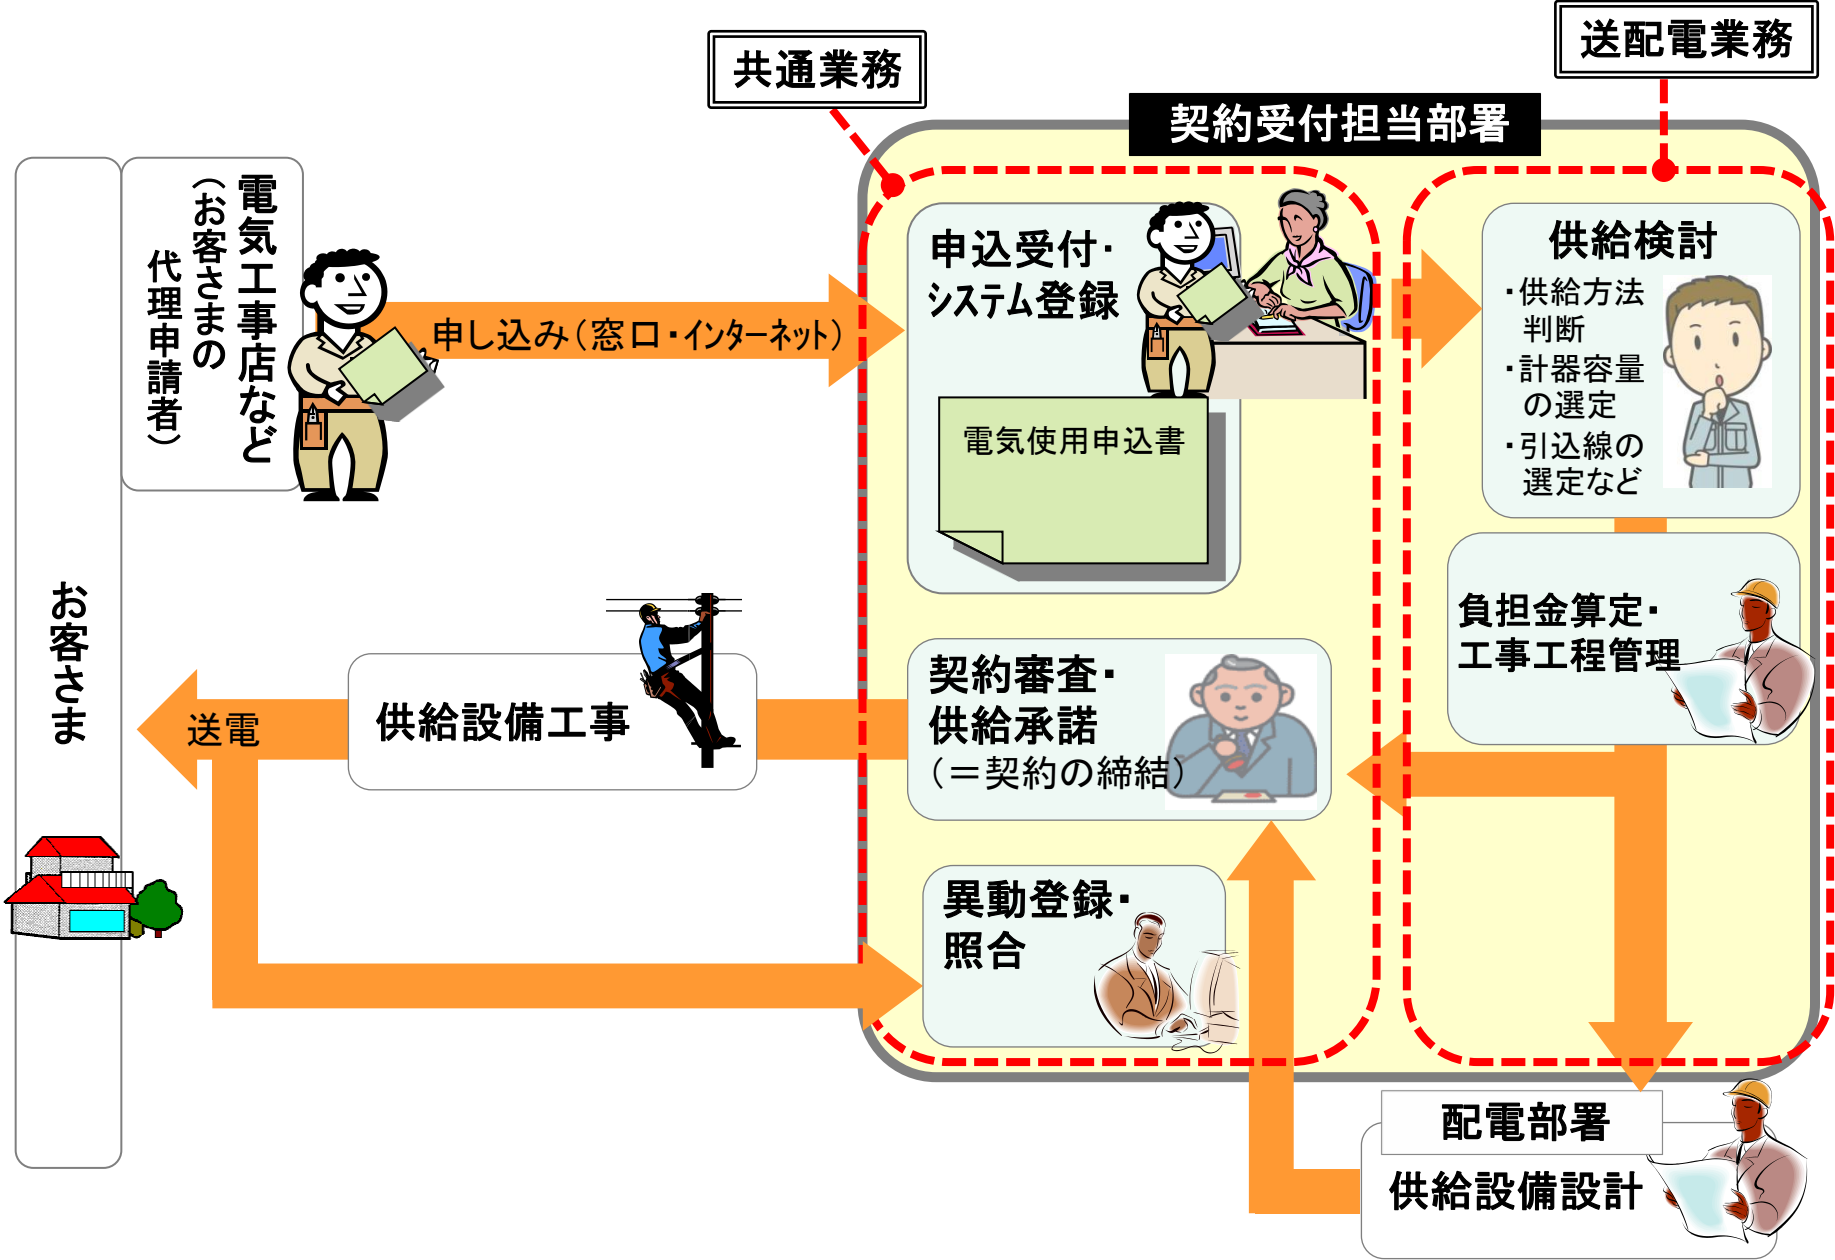 共通業務
送配電業務
契約受付担当部署
電気工事店など
（お客さまの
代理申請者）
お客さま
申し込み（窓口・インターネット）
申込受付・
システム登録
電気使用申込書
供給検討
・供給方法
判断
・計器容量
の選定
・引込線の
選定など
負担金算定・
工事工程管理
契約審査・
供給承諾
（＝契約の締結）
供給設備工事
送電
異動登録・
照合
配電部署
供給設備設計